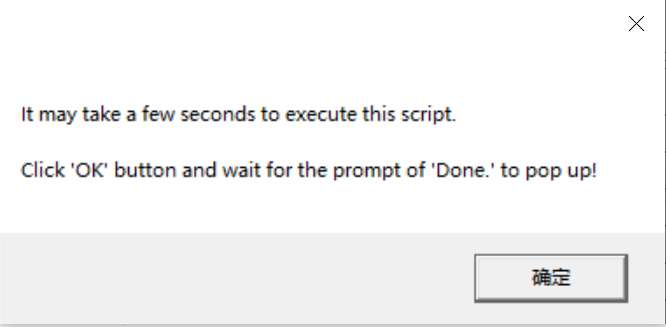 It may take a few seconds to execute this script.
Click 'OK' button and wait for the prompt of 'Done.' to pop up!
确定